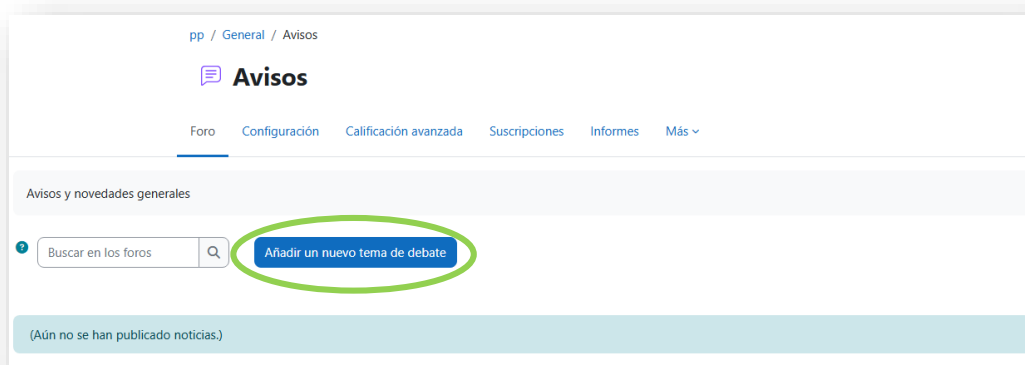 pp / General / Avisos
Avisos
Foro Configuración Calificación avanzada Suscripciones Informes Más
Avisos y novedades generales
? Buscar en los foros Añadir un nuevo tema de debate
(Aún no se han publicado noticias.)